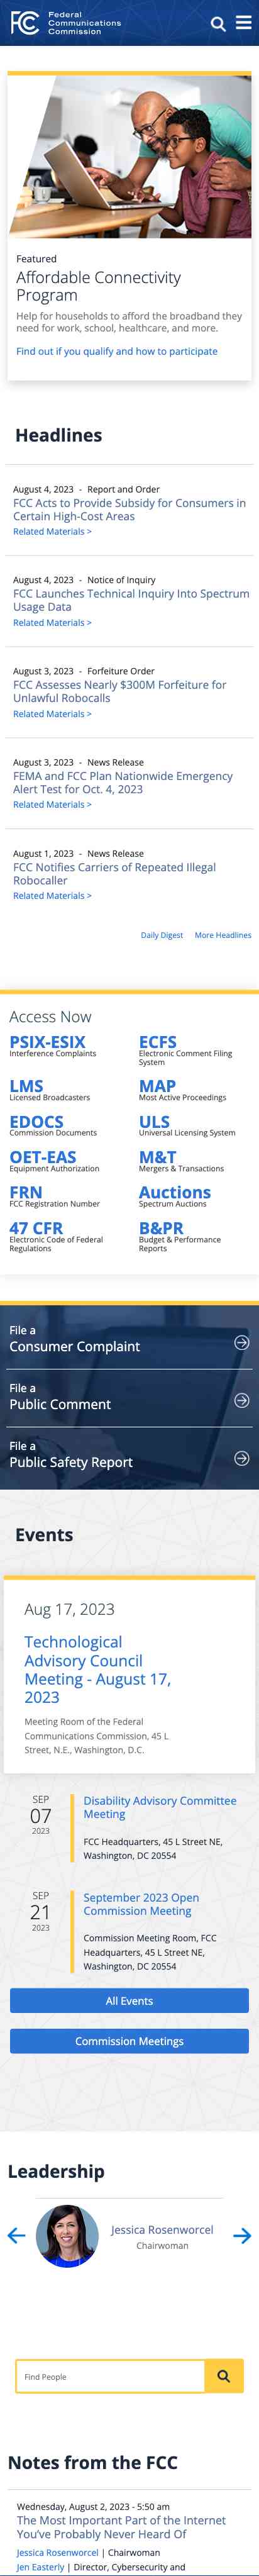 Federal
Communications
Commission
Featured
Affordable Connectivity
Program
Help for households to afford the broadband they
need for work, school, healthcare, and more.
Find out if you qualify and how to participate
Headlines
August 4, 2023 - Report and Order
FCC Acts to Provide Subsidy for Consumers in
Certain High-Cost Areas
Related Materials >
August 4, 2023 - Notice of Inquiry
FCC Launches Technical Inquiry Into Spectrum
Usage Data
Related Materials >
August 3, 2023 - Forfeiture Order
FCC Assesses Nearly $300M Forfeiture for
Unlawful Robocalls
Related Materials >
August 3, 2023 - News Release
FEMA and FCC Plan Nationwide Emergency
Alert Test for Oct. 4, 2023
Related Materials >
August 1, 2023 - News Release
FCC Notifies Carriers of Repeated Illegal
Robocaller
Related Materials >
Daily Digest More Headlines
Access Now
PSIX-ESIX
Interference Complaints
ECFS
Electronic Comment Filing
System
LMS
Licensed Broadcasters
MAP
Most Active Proceedings
EDOCS
Commission Documents
ULS
Universal Licensing System
OET-EAS
Equipment Authorization
M&T
Mergers & Transactions
FRN
FCC Registration Number
Auctions
Spectrum Auctions
47 CFR
Electronic Code of Federal
Regulations
B&PR
Budget & Performance
Reports
File a
Consumer Complaint
File a
Public Comment
File a
Public Safety Report
Events
Aug 17, 2023
Technological
Advisory Council
Meeting - August 17,
2023
Meeting Room of the Federal
Communications Commission, 45 L
Street, N.E., Washington, D.C.
SEP
07
2023
Disability Advisory Committee
Meeting
FCC Headquarters, 45 L Street NE,
Washington, DC 20554
SEP
21
2023
September 2023 Open
Commission Meeting
Commission Meeting Room, FCC
Headquarters, 45 L Street NE,
Washington, DC 20554
All Events
Commission Meetings
Leadership
Jessica Rosenworcel
Chairwoman
Find People
Notes from the FCC
Wednesday, August 2, 2023 - 5:50 am
The Most Important Part of the Internet
You've Probably Never Heard Of
Jessica Rosenworcel | Chairwoman
Jen Easterly | Director, Cybersecurity and